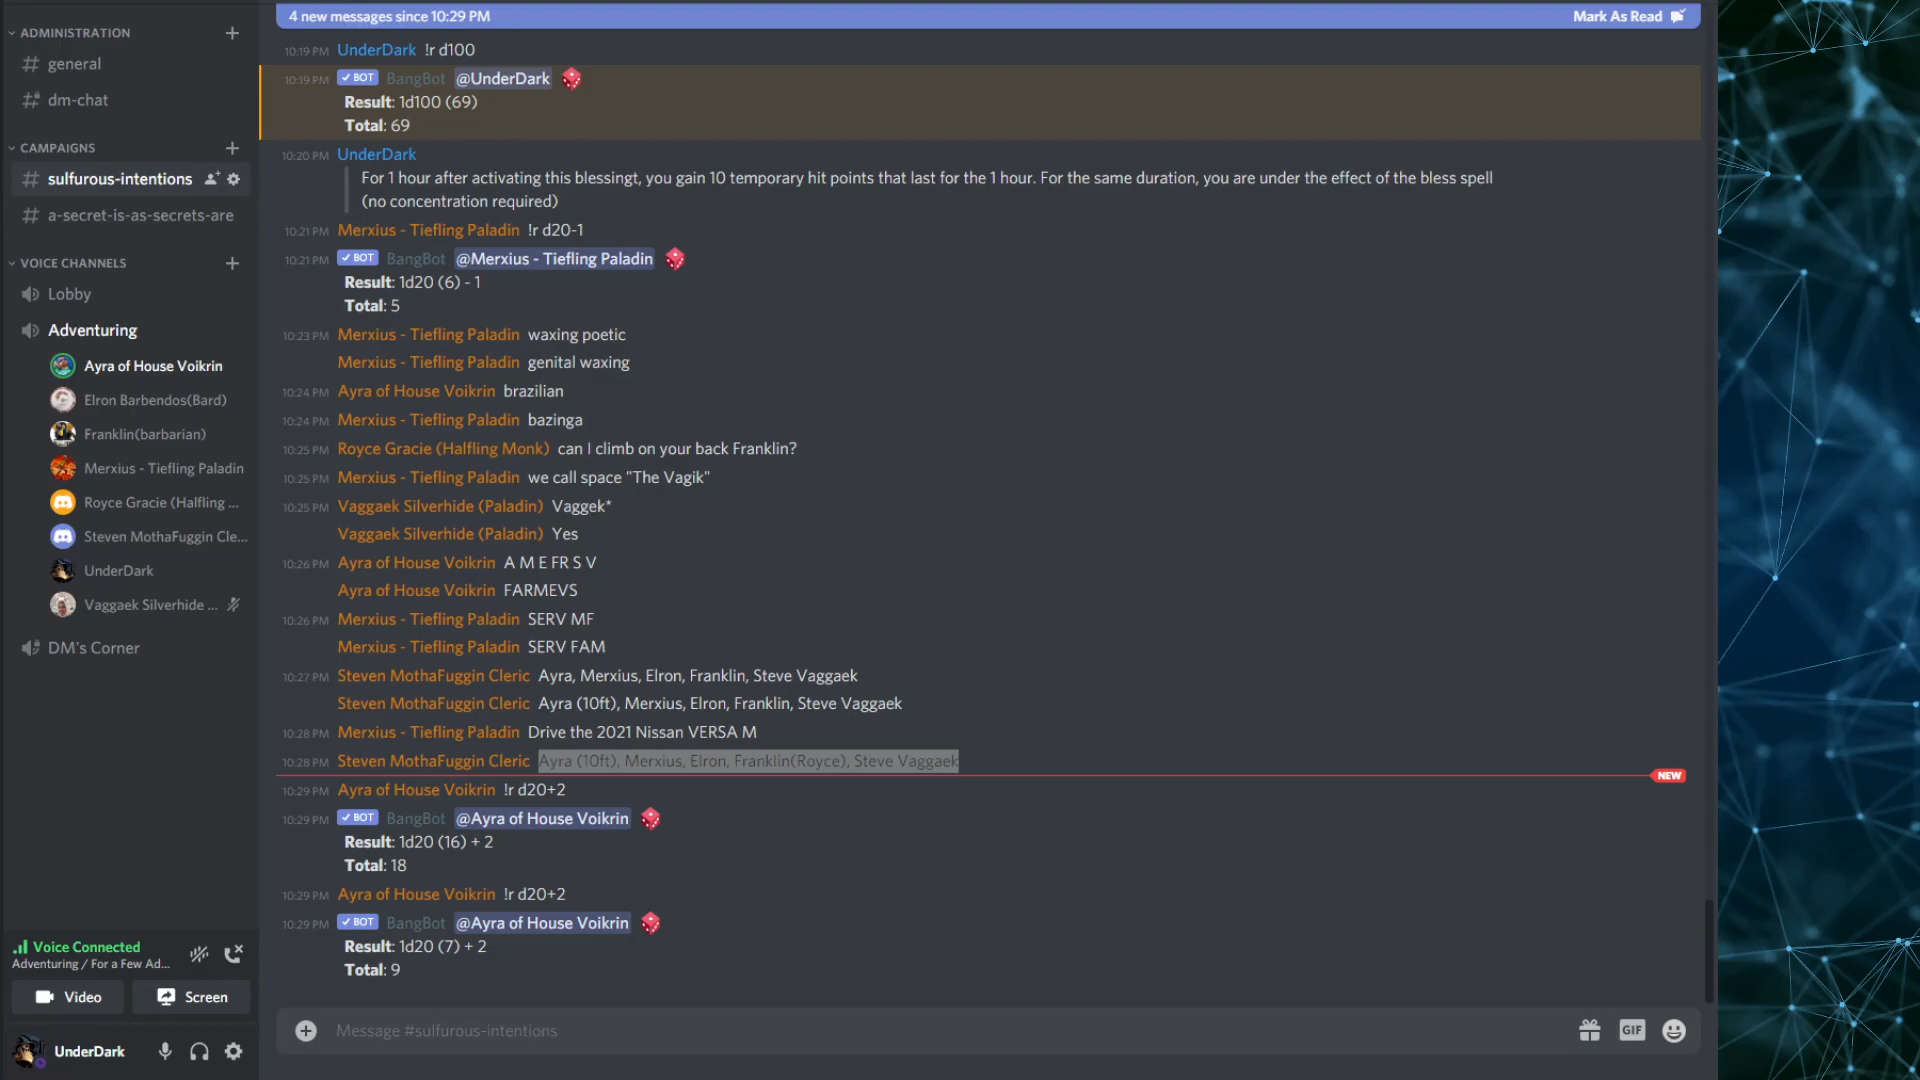 ADMINISTRATION
general
dm-chat
CAMPAIGNS
sulfurous-intentions
a-secret-is-as-secrets-are
VOICE CHANNELS
Lobby
Adventuring
Ayra of House Voikrin
Elron Barbendos(Bard)
Franklin(barbarian)
Merxius - Tiefling Paladin
Royce Gracie (Halfling ...
Steven MothaFuggin Cle...
UnderDark
Vaggaek Silverhide ...
DM's Corner
Voice Connected
Adventuring / For a Few Ad...
Video
Screen
UnderDark
4 new messages since 10:29 PM
Mark As Read
10:19 PM UnderDark !r d100
10:19 PM BOT BangBot @UnderDark
Result: 1d100 (69)
Total: 69
10:20 PM UnderDark
For 1 hour after activating this blessingt, you gain 10 temporary hit points that last for the 1 hour. For the same duration, you are under the effect of the bless spell
(no concentration required)
10:21 PM Merxius - Tiefling Paladin !r d20-1
10:21 PM BOT BangBot @Merxius - Tiefling Paladin
Result: 1d20 (6) - 1
Total: 5
10:23 PM Merxius - Tiefling Paladin waxing poetic
Merxius - Tiefling Paladin genital waxing
10:24 PM Ayra of House Voikrin brazilian
10:24 PM Merxius - Tiefling Paladin bazinga
10:25 PM Royce Gracie (Halfling Monk) can I climb on your back Franklin?
10:25 PM Merxius - Tiefling Paladin we call space "The Vagik"
10:25 PM Vaggaek Silverhide (Paladin) Vaggek*
Vaggaek Silverhide (Paladin) Yes
10:26 PM Ayra of House Voikrin A M E FR S V
Ayra of House Voikrin FARMEVS
10:26 PM Merxius - Tiefling Paladin SERV MF
Merxius - Tiefling Paladin SERV FAM
10:27 PM Steven MothaFuggin Cleric Ayra, Merxius, Elron, Franklin, Steve Vaggaek
Steven MothaFuggin Cleric Ayra (10ft), Merxius, Elron, Franklin, Steve Vaggaek
10:28 PM Merxius - Tiefling Paladin Drive the 2021 Nissan VERSA M
10:28 PM Steven MothaFuggin Cleric Ayra (10ft), Merxius, Elron, Franklin(Royce), Steve Vaggaek
NEW
10:29 PM Ayra of House Voikrin !r d20+2
10:29 PM BOT BangBot @Ayra of House Voikrin
Result: 1d20 (16) + 2
Total: 18
10:29 PM Ayra of House Voikrin !r d20+2
10:29 PM BOT BangBot @Ayra of House Voikrin
Result: 1d20 (7) + 2
Total: 9
Message #sulfurous-intentions
GIF